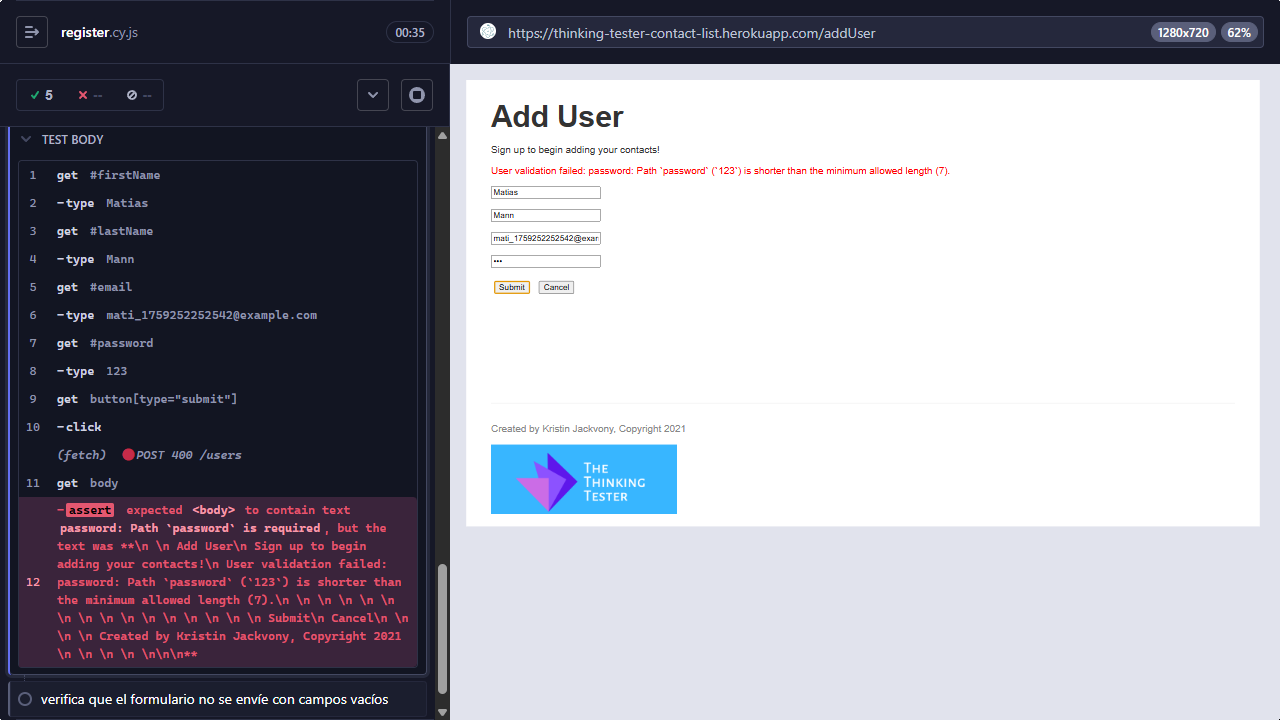 register.cy.js
00:35
https://thinking-tester-contact-list.herokuapp.com/addUser
1280x720
62%
5
--
--
TEST BODY
1 get #firstName
2 -type Matias
3 get #lastName
4 -type Mann
5 get #email
6 -type mati_1759252252542@example.com
7 get #password
8 -type 123
9 get button[type="submit"]
10 -click
(fetch) POST 400 /users
11 get body
-assert expected <body> to contain text
password: Path `password` is required, but the
text was **\n \n Add User\n Sign up to begin
adding your contacts!\n User validation failed:
12 password: Path `password` (`123`) is shorter than
the minimum allowed length (7).\n \n \n \n \n \n
\n \n \n \n \n \n \n \n \n \n Submit\n Cancel\n \n
\n \n Created by Kristin Jackvony, Copyright 2021
\n \n \n \n \n\n\n**
verifica que el formulario no se envíe con campos vacíos
Add User
Sign up to begin adding your contacts!
User validation failed: password: Path `password` (`123`) is shorter than the minimum allowed length (7).
Matias
Mann
mati_1759252252542@exam
•••
Submit Cancel
Created by Kristin Jackvony, Copyright 2021
THE
THINKING
TESTER